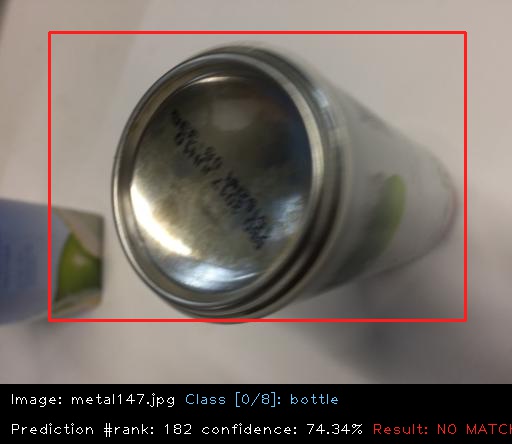 Image: metal147.jpg Class [0/8]: bottle
Prediction #rank: 182 confidence: 74.34% Result: NO MATCH